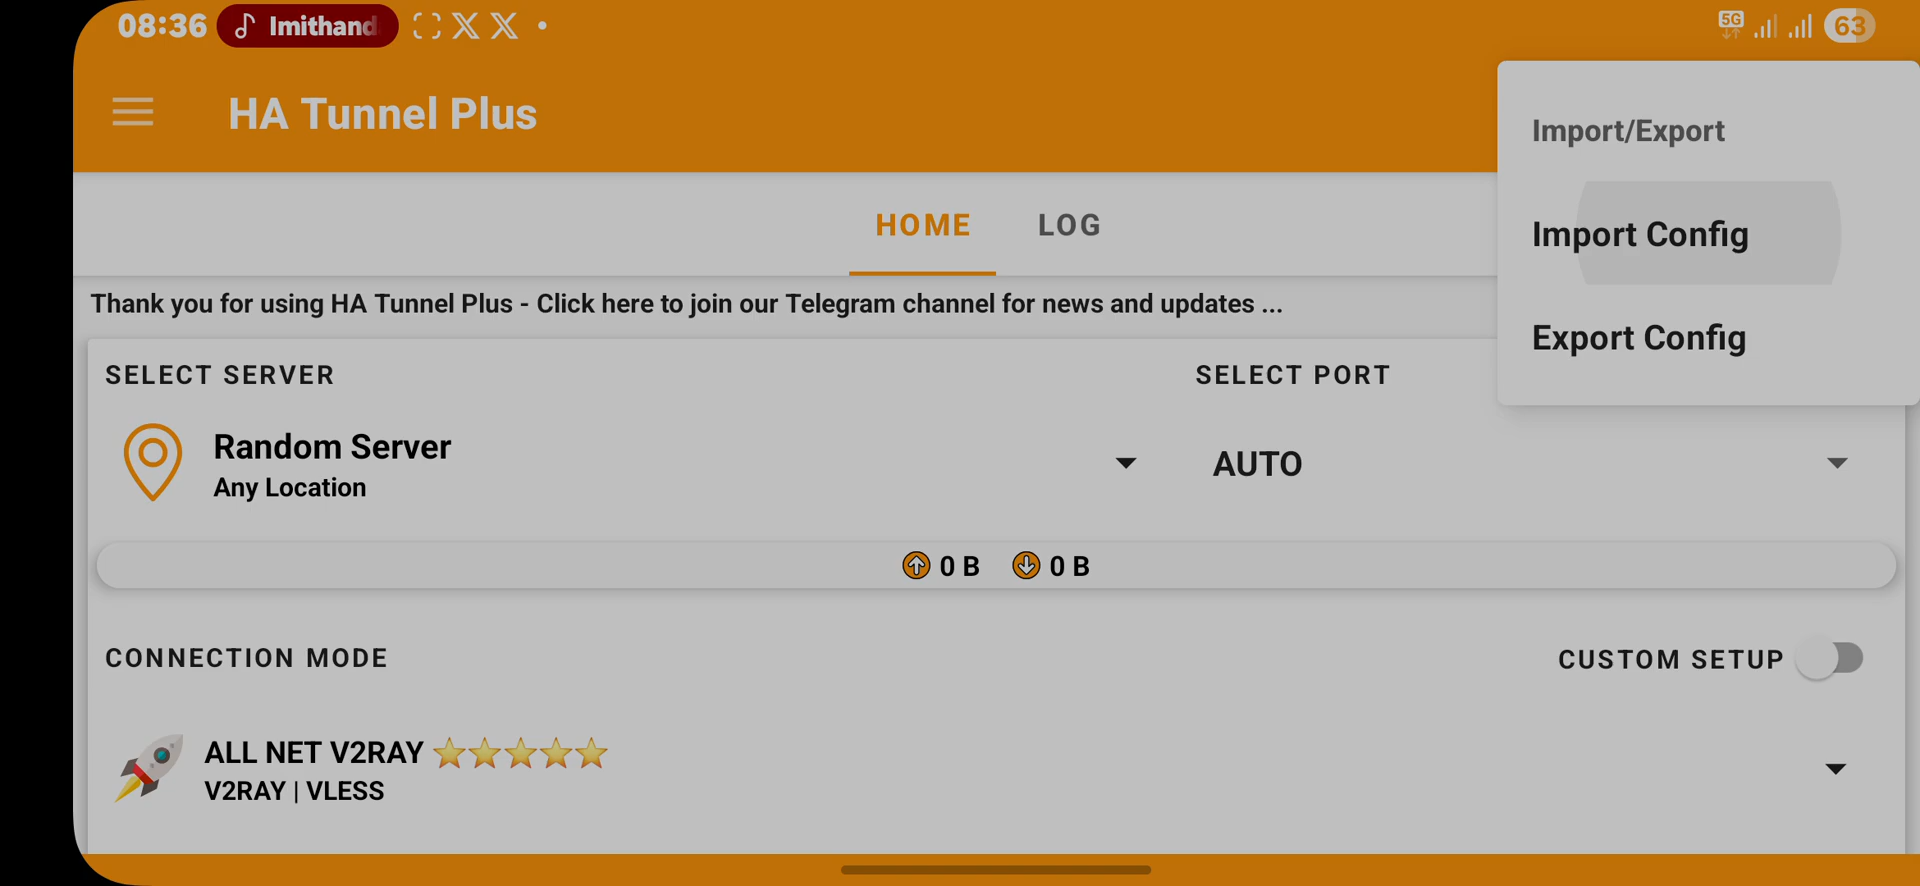 08:36
Imithand
5G
63
HA Tunnel Plus
Import/Export
Import Config
Export Config
HOME
LOG
Thank you for using HA Tunnel Plus - Click here to join our Telegram channel for news and updates ...
SELECT SERVER
SELECT PORT
Random Server
Any Location
AUTO
0 B
0 B
CONNECTION MODE
CUSTOM SETUP
ALL NET V2RAY ⭐⭐⭐⭐⭐
V2RAY | VLESS